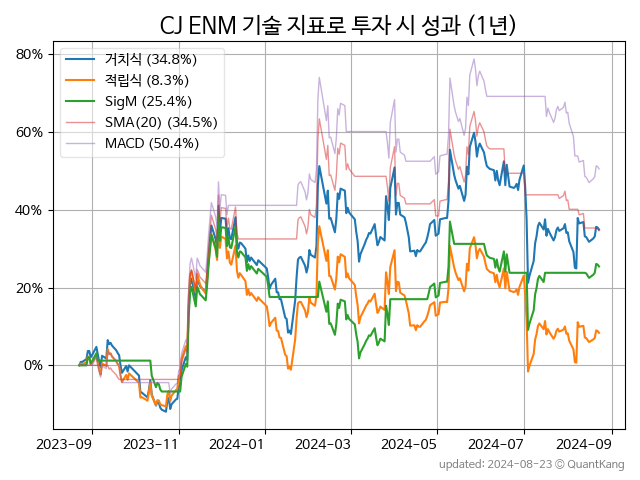 CJ ENM 기술 지표로 투자 시 성과 (1년)
80%
60%
40%
20%
0%
거치식 (34.8%)
적립식 (8.3%)
SigM (25.4%)
SMA(20) (34.5%)
MACD (50.4%)
2023-09
2023-11
2024-01
2024-03
2024-05
2024-07
2024-09
updated: 2024-08-23 © QuantKang